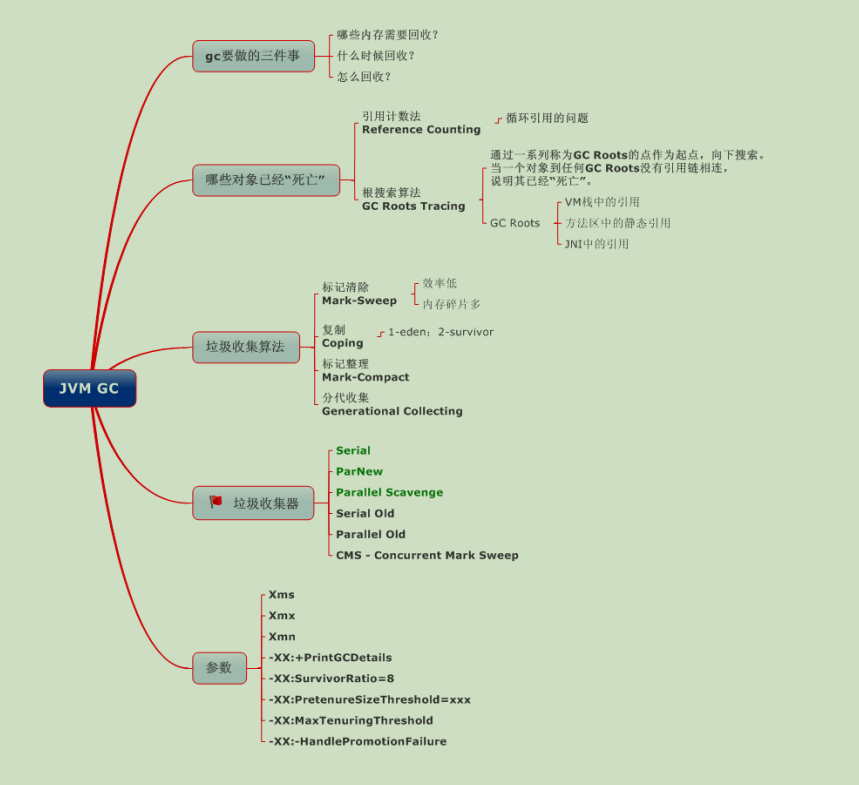 JVM GC
gc要做的三件事
哪些内存需要回收?
什么时候回收?
怎么回收?
哪些对象已经“死亡”
引用计数法
Reference Counting
循环引用的问题
根搜索算法
GC Roots Tracing
通过一系列称为GC Roots的点作为起点，向下搜索。
当一个对象到任何GC Roots没有引用链相连，
说明其已经“死亡”。
GC Roots
VM栈中的引用
方法区中的静态引用
JNI中的引用
垃圾收集算法
标记清除
Mark-Sweep
效率低
内存碎片多
复制
Coping
1-eden；2-survivor
标记整理
Mark-Compact
分代收集
Generational Collecting
垃圾收集器
Serial
ParNew
Parallel Scavenge
Serial Old
Parallel Old
CMS - Concurrent Mark Sweep
参数
Xms
Xmx
Xmn
-XX:+PrintGCDetails
-XX:SurvivorRatio=8
-XX:PretenureSizeThreshold=xxx
-XX:MaxTenuringThreshold
-XX:-HandlePromotionFailure